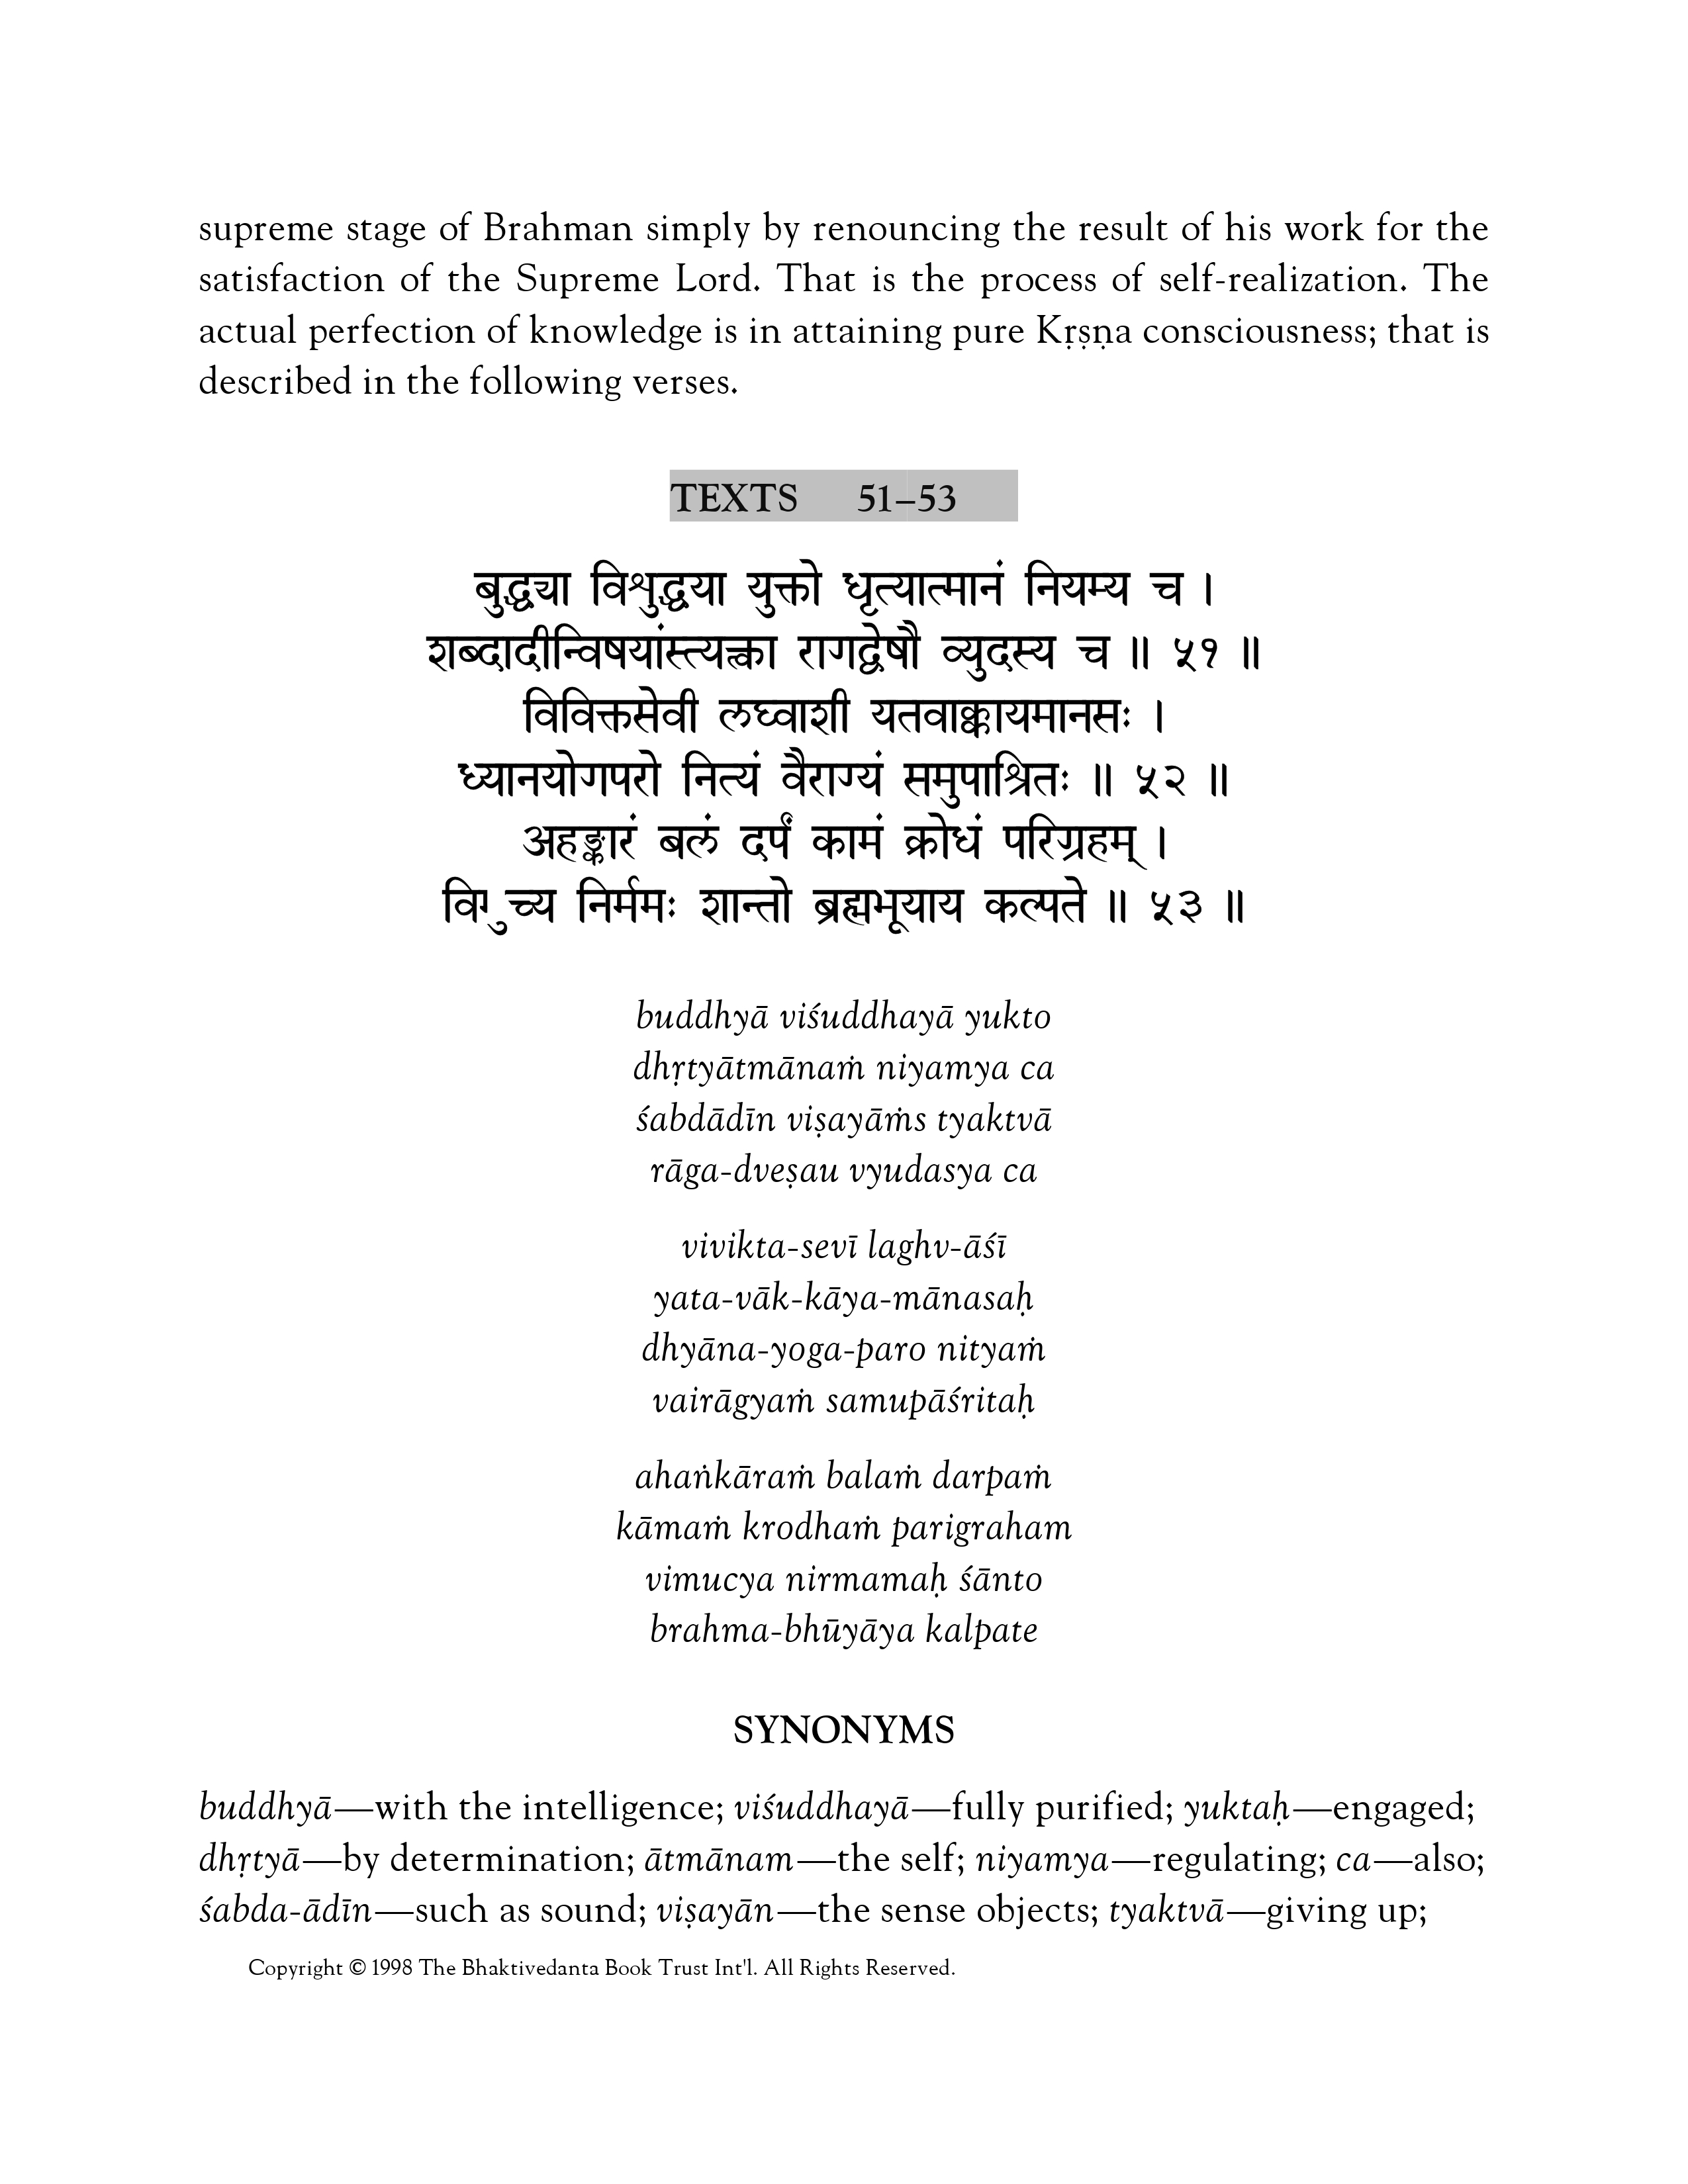 supreme stage of Brahman simply by renouncing the result of his work for the
satisfaction of the Supreme Lord. That is the process of self-realization. The
actual perfection of knowledge is in attaining pure Kṛṣṇa consciousness; that is
described in the following verses.
TEXTS 51–53
बुद्ध्या विशुद्धया युक्तो धृत्यात्मानं नियम्य च ।
शब्दादीन्विषयांस्त्यक्त्वा रागद्वेषौ व्युदस्य च ॥ ५१ ॥
विविक्तसेवी लघ्वाशी यतवाक्कायमानसः ।
ध्यानयोगपरो नित्यं वैराग्यं समुपाश्रितः ॥ ५२ ॥
अहङ्कारं बलं दर्पं कामं क्रोधं परिग्रहम् ।
विमुच्य निर्ममः शान्तो ब्रह्मभूयाय कल्पते ॥ ५३ ॥
buddhyā viśuddhayā yukto
dhṛtyātmānaṁ niyamya ca
śabdādīn viṣayāṁs tyaktvā
rāga-dveṣau vyudasya ca
vivikta-sevī laghv-āśī
yata-vāk-kāya-mānasaḥ
dhyāna-yoga-paro nityaṁ
vairāgyaṁ samupāśritaḥ
ahaṅkāraṁ balaṁ darpaṁ
kāmaṁ krodhaṁ parigraham
vimucya nirmamaḥ śānto
brahma-bhūyāya kalpate
SYNONYMS
buddhyā—with the intelligence; viśuddhayā—fully purified; yuktaḥ—engaged;
dhṛtyā—by determination; ātmānam—the self; niyamya—regulating; ca—also;
śabda-ādīn—such as sound; viṣayān—the sense objects; tyaktvā—giving up;
Copyright © 1998 The Bhaktivedanta Book Trust Int'l. All Rights Reserved.